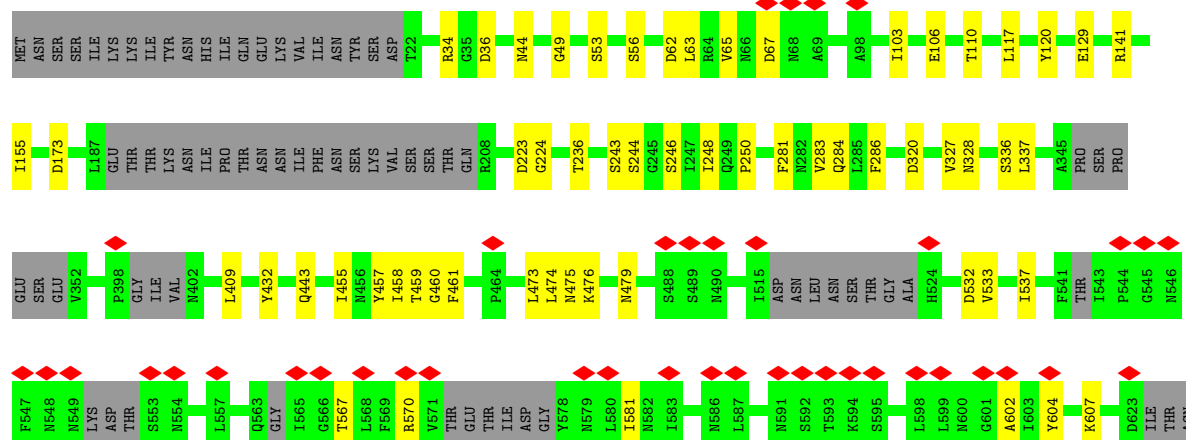 MET ASN SER SER ILE LYS LYS ILE TYR ASN HIS ILE GLN GLU LYS VAL ILE ASN TYR SER ASP T22 R34 G35 D36 N44 G49 S53 S56 D62 L63 R64 V65 N66 D67 N68 A69 A98 I103 E106 T110 L117 Y120 E129 R141
I155 D173 L187 GLU THR THR LYS ASN ILE PRO THR ASN ASN ILE PHE ASN SER LYS VAL SER SER THR GLN R208 D223 G224 T236 S243 S244 G245 S246 I247 I248 Q249 P250 F281 N282 V283 Q284 L285 F286 D320 V327 N328 S336 L337 A345 PRO SER PRO
GLU SER GLU V352 P398 GLY ILE VAL N402 L409 Y432 Q443 I455 N456 Y457 I458 T459 G460 F461 P464 L473 L474 N475 K476 N479 S488 S489 N490 I515 ASP ASN LEU ASN SER THR GLY ALA H524 D532 V533 I537 F541 THR I543 P544 G545 N546
F547 N548 N549 LYS ASP THR S553 N554 L557 Q563 GLY I565 G566 T567 L568 F569 R570 V571 THR GLU THR ILE ASP GLY Y578 N579 L580 I581 N582 I583 N586 L587 N591 S592 T593 K594 S595 L598 L599 N600 G601 A602 I603 Y604 K607 D623 ILE THR